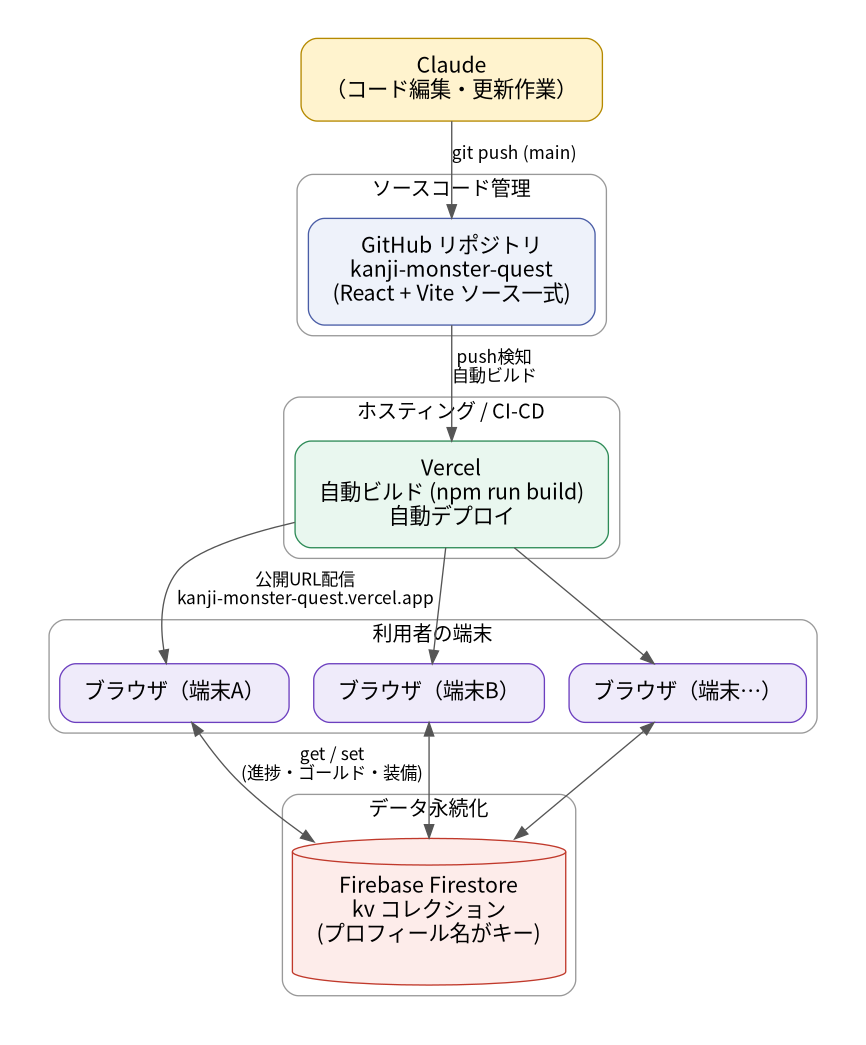 Claude
（コード編集・更新作業）
git push (main)
ソースコード管理
GitHub リポジトリ
kanji-monster-quest
(React + Vite ソース一式)
push検知
自動ビルド
ホスティング / CI-CD
Vercel
自動ビルド (npm run build)
自動デプロイ
公開URL配信
kanji-monster-quest.vercel.app
利用者の端末
ブラウザ（端末A）
ブラウザ（端末B）
ブラウザ（端末…）
get / set
(進捗・ゴールド・装備)
データ永続化
Firebase Firestore
kv コレクション
(プロフィール名がキー)